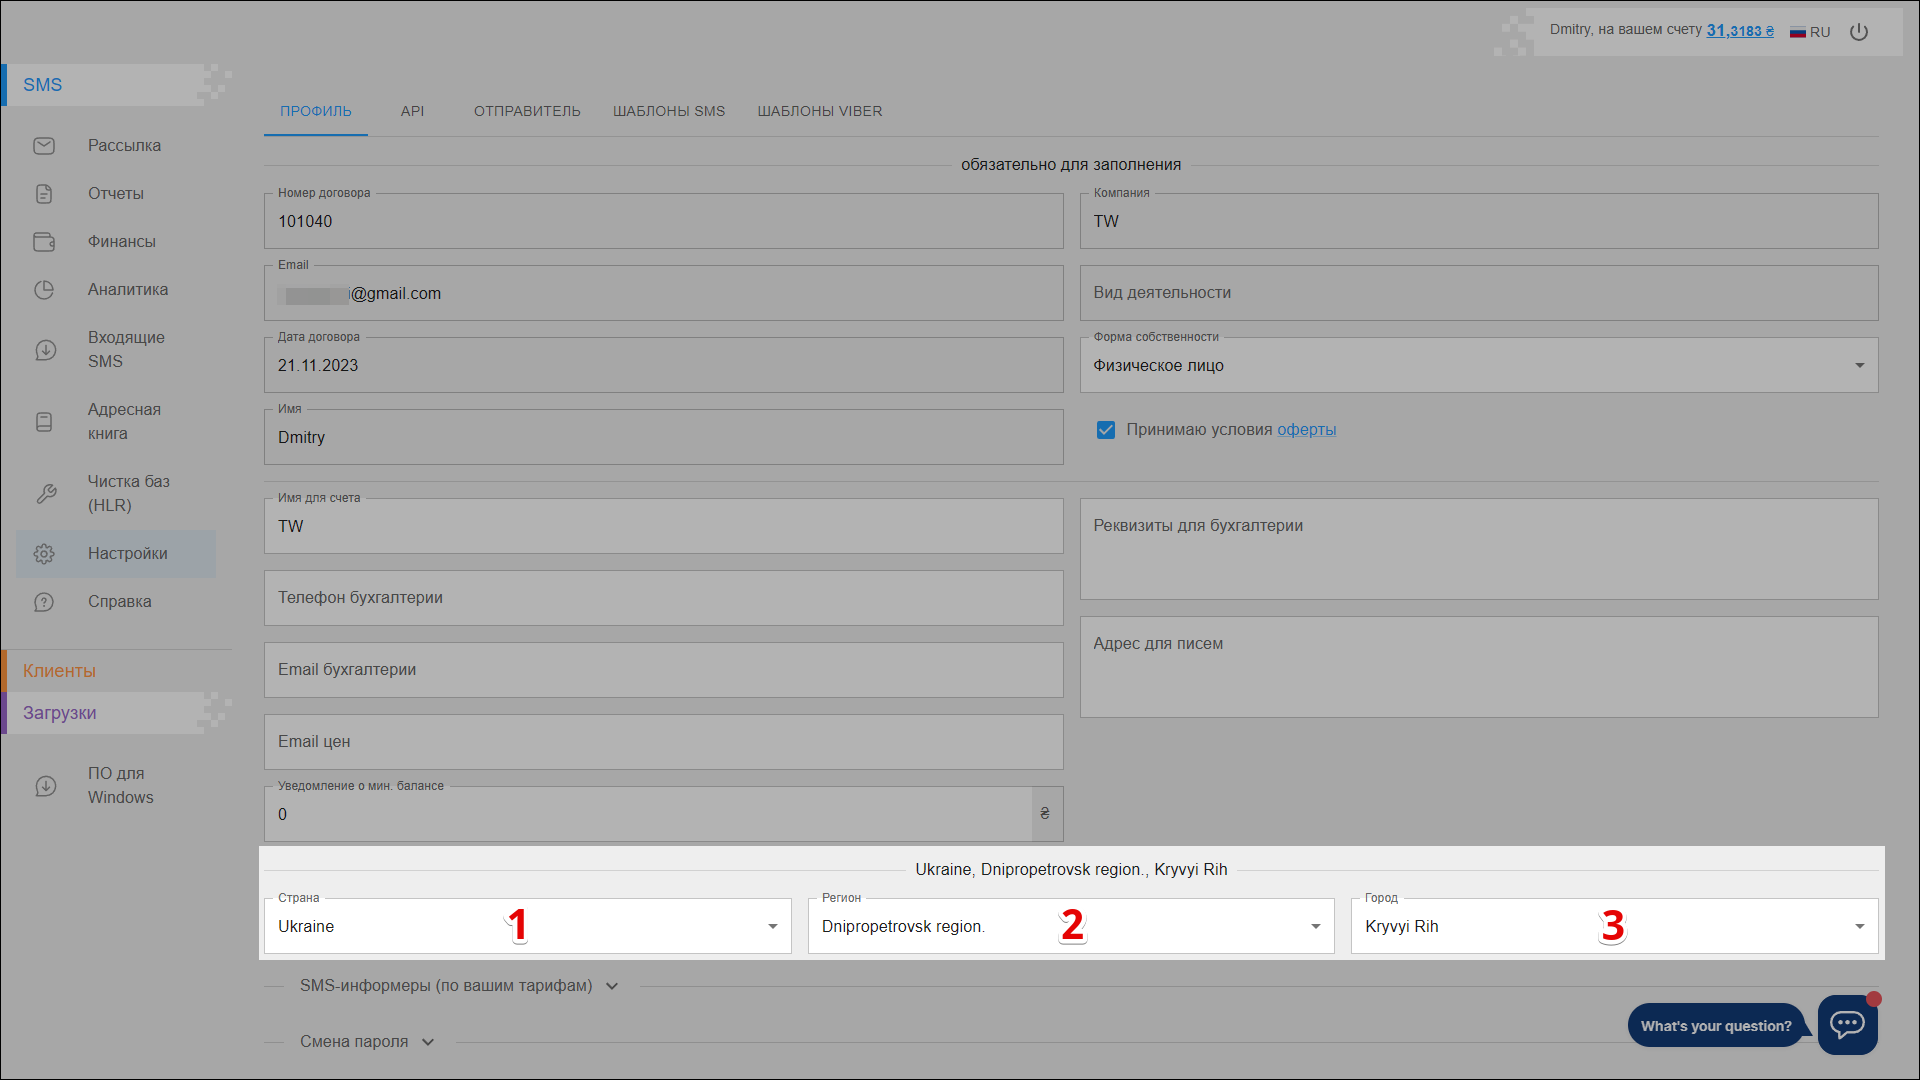 Dmitry, на вашем счету 31,3183 ₴ RU
SMS
Рассылка
Отчеты
Финансы
Аналитика
Входящие
SMS
Адресная
книга
Чистка баз
(HLR)
Настройки
Справка
Клиенты
Загрузки
ПО для
Windows
ПРОФИЛЬ API ОТПРАВИТЕЛЬ ШАБЛОНЫ SMS ШАБЛОНЫ VIBER
обязательно для заполнения
Номер договора
101040
Компания
TW
Email
i@gmail.com
Вид деятельности
Дата договора
21.11.2023
Форма собственности
Физическое лицо
Имя
Dmitry
Принимаю условия оферты
Имя для счета
TW
Реквизиты для бухгалтерии
Телефон бухгалтерии
Email бухгалтерии
Адрес для писем
Email цен
Уведомление о мин. балансе
0 ₴
Ukraine, Dnipropetrovsk region., Kryvyi Rih
Страна
Ukraine 1
Регион
Dnipropetrovsk region. 2
Город
Kryvyi Rih 3
SMS-информеры (по вашим тарифам)
Смена пароля
What's your question?